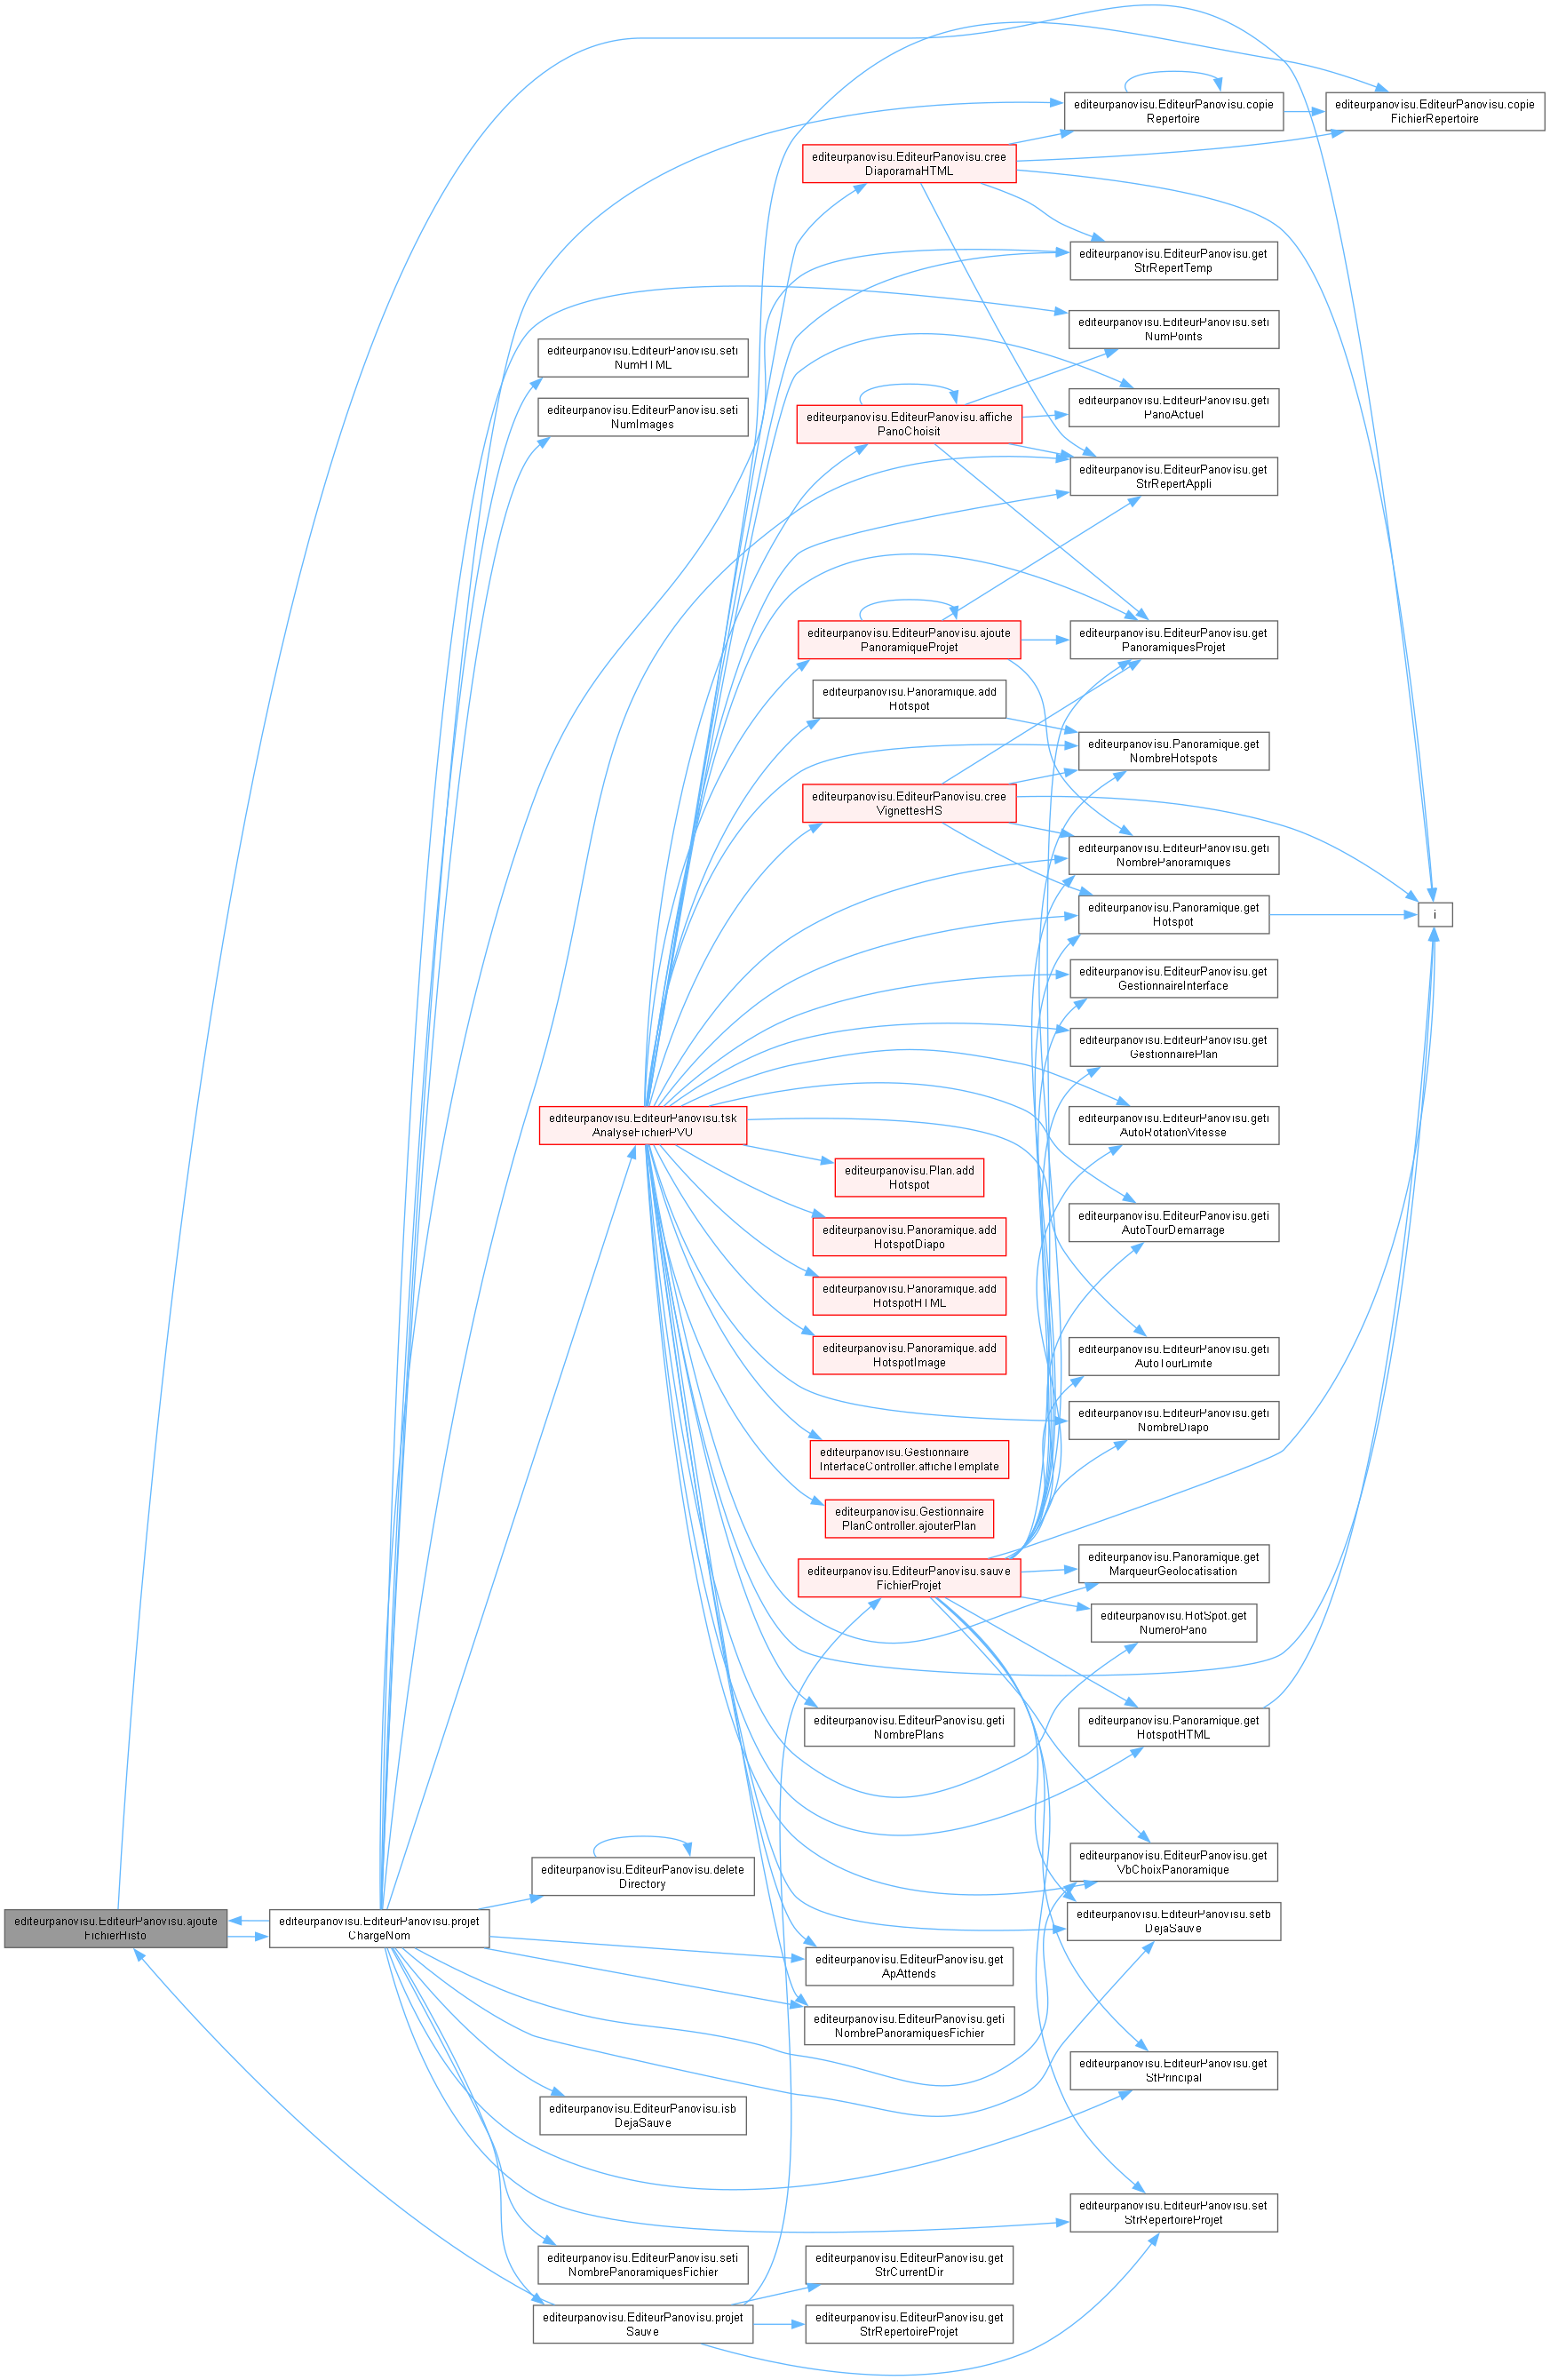 editeurpanovisu.EditeurPanovisu.copie
Repertoire
editeurpanovisu.EditeurPanovisu.copie
FichierRepertoire
editeurpanovisu.EditeurPanovisu.cree
DiaporamaHTML
editeurpanovisu.EditeurPanovisu.get
StrRepertTemp
editeurpanovisu.EditeurPanovisu.seti
NumPoints
editeurpanovisu.EditeurPanovisu.seti
NumHTML
editeurpanovisu.EditeurPanovisu.geti
PanoActuel
editeurpanovisu.EditeurPanovisu.seti
NumImages
editeurpanovisu.EditeurPanovisu.affiche
PanoChoisit
editeurpanovisu.EditeurPanovisu.get
StrRepertAppli
editeurpanovisu.EditeurPanovisu.ajoute
PanoramiqueProjet
editeurpanovisu.EditeurPanovisu.get
PanoramiquesProjet
editeurpanovisu.Panoramique.add
Hotspot
editeurpanovisu.Panoramique.get
NombreHotspots
editeurpanovisu.EditeurPanovisu.cree
VignettesHS
editeurpanovisu.EditeurPanovisu.geti
NombrePanoramiques
editeurpanovisu.Panoramique.get
Hotspot
i
editeurpanovisu.EditeurPanovisu.get
GestionnaireInterface
editeurpanovisu.EditeurPanovisu.get
GestionnairePlan
editeurpanovisu.EditeurPanovisu.tsk
AnalyseFichierPVU
editeurpanovisu.EditeurPanovisu.geti
AutoRotationVitesse
editeurpanovisu.Plan.add
Hotspot
editeurpanovisu.EditeurPanovisu.geti
AutoTourDemarrage
editeurpanovisu.Panoramique.add
HotspotDiapo
editeurpanovisu.Panoramique.add
HotspotHTML
editeurpanovisu.Panoramique.add
HotspotImage
editeurpanovisu.EditeurPanovisu.geti
AutoTourLimite
editeurpanovisu.EditeurPanovisu.geti
NombreDiapo
editeurpanovisu.Gestionnaire
InterfaceController.afficheTemplate
editeurpanovisu.Gestionnaire
PlanController.ajouterPlan
editeurpanovisu.EditeurPanovisu.sauve
FichierProjet
editeurpanovisu.Panoramique.get
MarqueurGeolocatisation
editeurpanovisu.HotSpot.get
NumeroPano
editeurpanovisu.EditeurPanovisu.geti
NombrePlans
editeurpanovisu.Panoramique.get
HotspotHTML
editeurpanovisu.EditeurPanovisu.get
VbChoixPanoramique
editeurpanovisu.EditeurPanovisu.delete
Directory
editeurpanovisu.EditeurPanovisu.ajoute
FichierHisto
editeurpanovisu.EditeurPanovisu.projet
ChargeNom
editeurpanovisu.EditeurPanovisu.setb
DejaSauve
editeurpanovisu.EditeurPanovisu.get
ApAttends
editeurpanovisu.EditeurPanovisu.geti
NombrePanoramiquesFichier
editeurpanovisu.EditeurPanovisu.get
StPrincipal
editeurpanovisu.EditeurPanovisu.isb
DejaSauve
editeurpanovisu.EditeurPanovisu.set
StrRepertoireProjet
editeurpanovisu.EditeurPanovisu.seti
NombrePanoramiquesFichier
editeurpanovisu.EditeurPanovisu.get
StrCurrentDir
editeurpanovisu.EditeurPanovisu.projet
Sauve
editeurpanovisu.EditeurPanovisu.get
StrRepertoireProjet